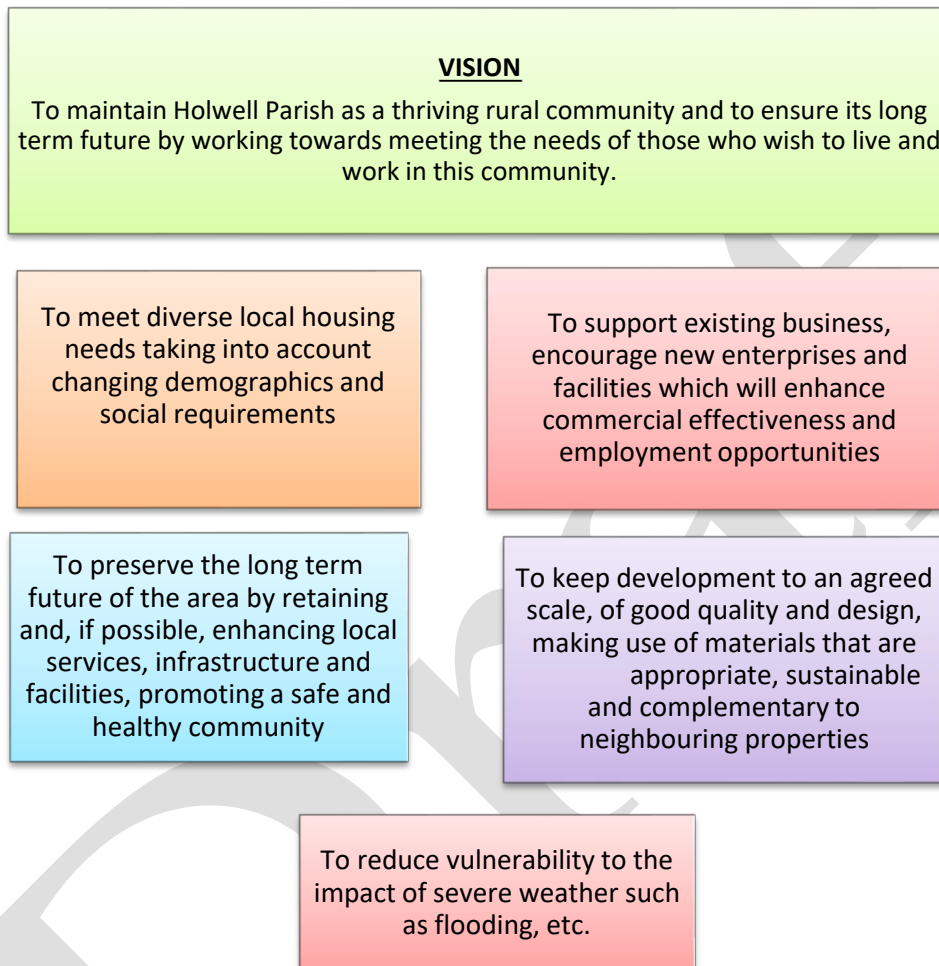 VISION
To maintain Holwell Parish as a thriving rural community and to ensure its long
term future by working towards meeting the needs of those who wish to live and
work in this community.
To meet diverse local housing
needs taking into account
changing demographics and
social requirements
To support existing business,
encourage new enterprises and
facilities which will enhance
commercial effectiveness and
employment opportunities
To preserve the long term
future of the area by retaining
and, if possible, enhancing local
services, infrastructure and
facilities, promoting a safe and
healthy community
To keep development to an agreed
scale, of good quality and design,
making use of materials that are
appropriate, sustainable
and complementary to
neighbouring properties
To reduce vulnerability to the
impact of severe weather such
as flooding, etc.